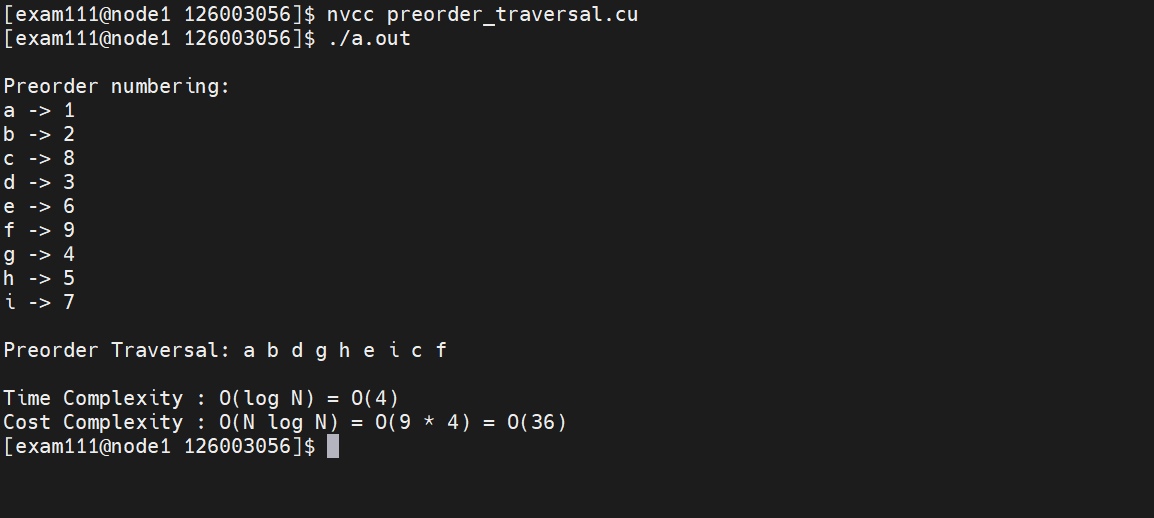 [exam111@node1 126003056]$ nvcc preorder_traversal.cu
[exam111@node1 126003056]$ ./a.out
Preorder numbering:
a -> 1
b -> 2
c -> 8
d -> 3
e -> 6
f -> 9
g -> 4
h -> 5
i -> 7
Preorder Traversal: a b d g h e i c f
Time Complexity : O(log N) = O(4)
Cost Complexity : O(N log N) = O(9 * 4) = O(36)
[exam111@node1 126003056]$